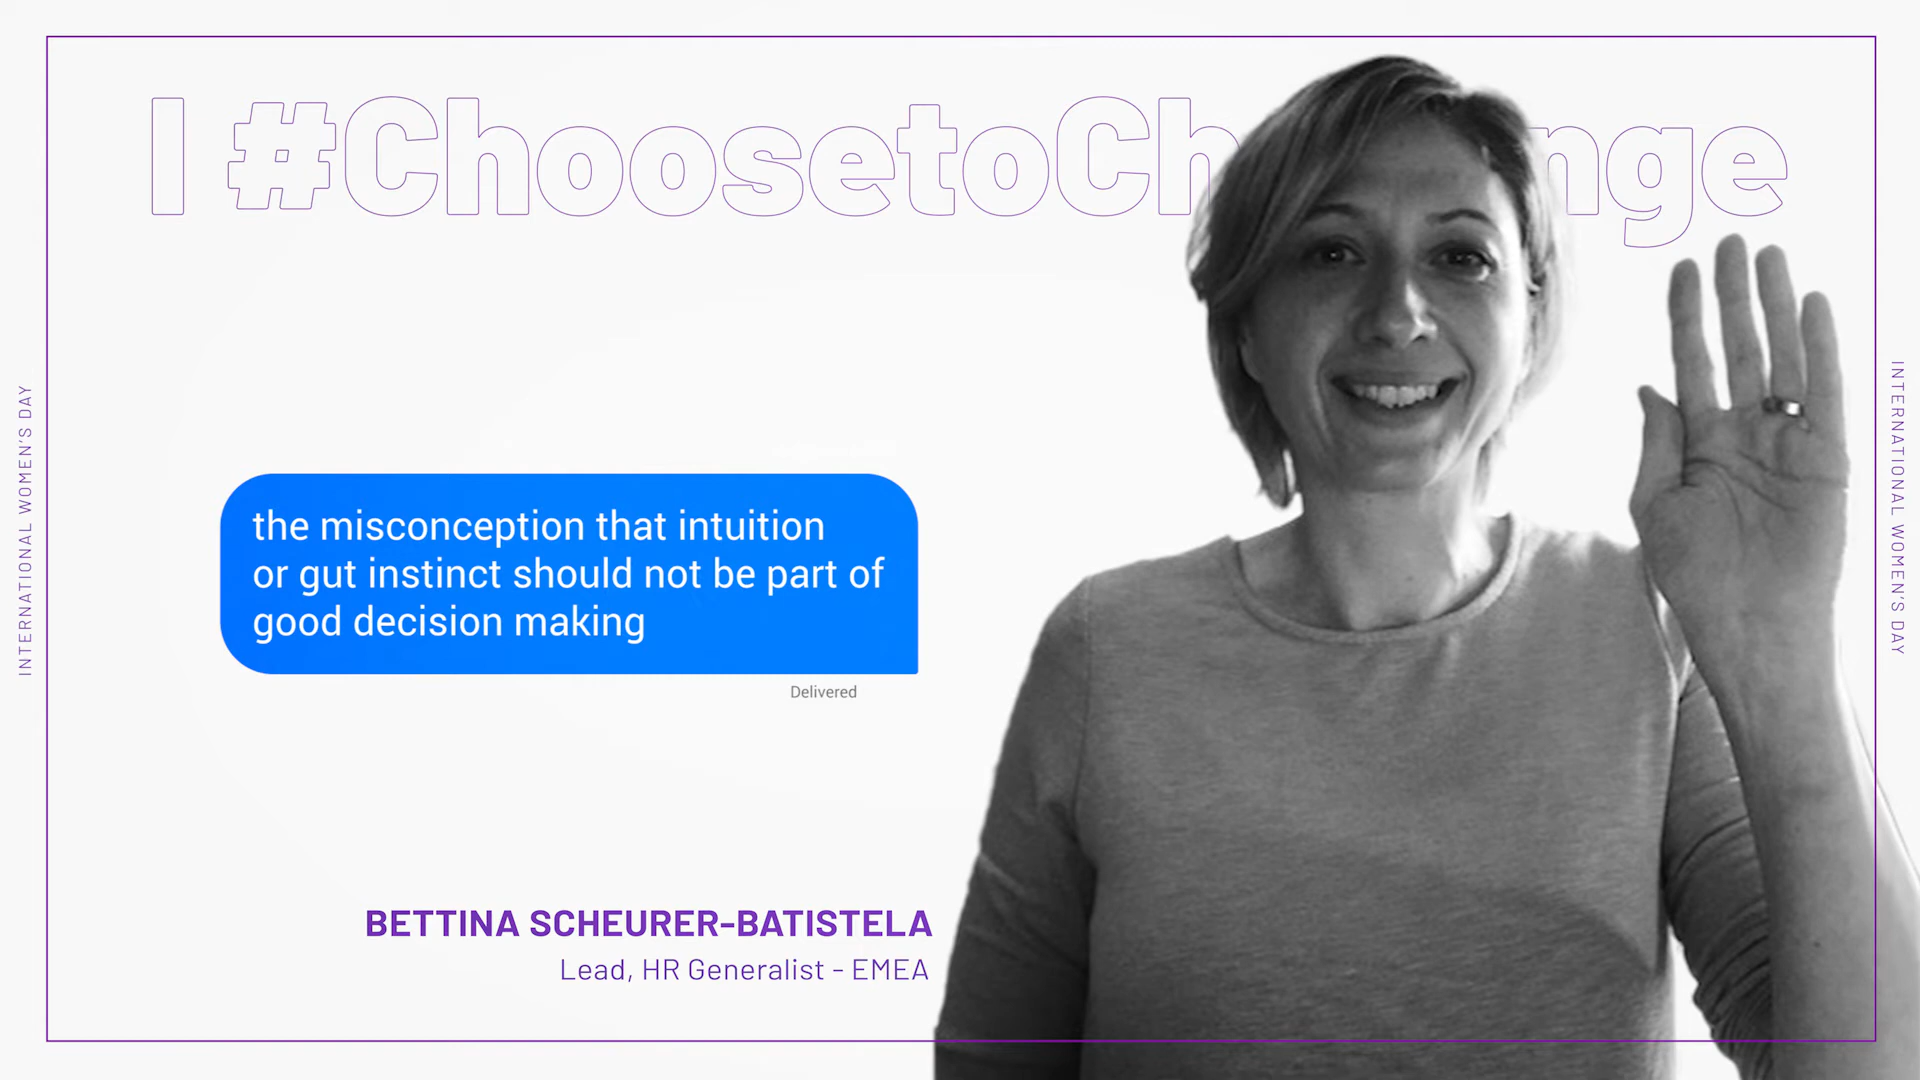 I #ChoosetoCh nge
the misconception that intuition
or gut instinct should not be part of
good decision making
Delivered
BETTINA SCHEURER-BATISTELA
Lead, HR Generalist - EMEA
INTERNATIONAL WOMEN'S DAY
INTERNATIONAL WOMEN'S DAY